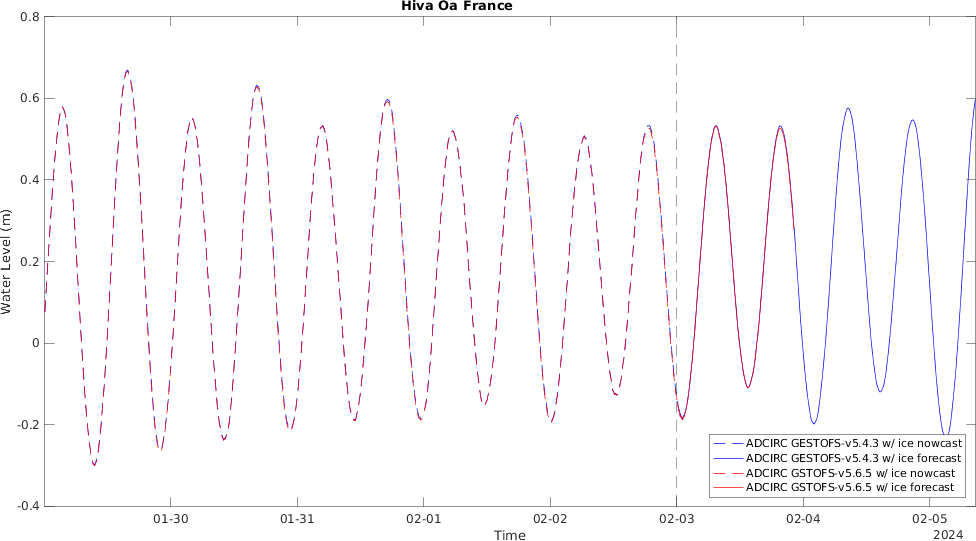 Hiva Oa France
0.8
0.6
0.4
0.2
0
-0.2
-0.4
Water Level (m)
01-30 01-31 02-01 02-02 02-03 02-04 02-05
Time
2024
ADCIRC GESTOFS-v5.4.3 w/ ice nowcast
ADCIRC GESTOFS-v5.4.3 w/ ice forecast
ADCIRC GSTOFS-v5.6.5 w/ ice nowcast
ADCIRC GSTOFS-v5.6.5 w/ ice forecast